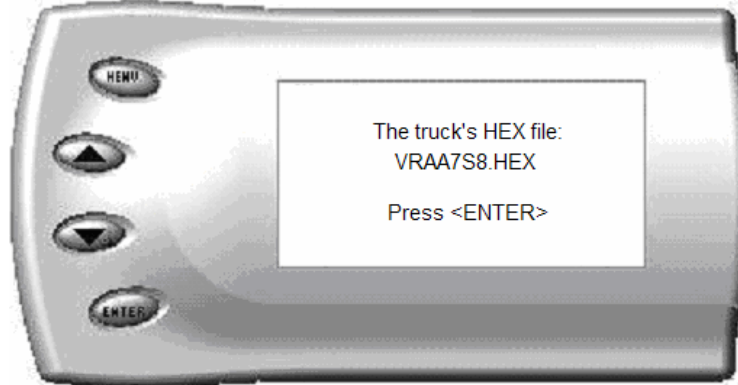 MENU
The truck's HEX file:
VRAA7S8.HEX
Press <ENTER>
ENTER